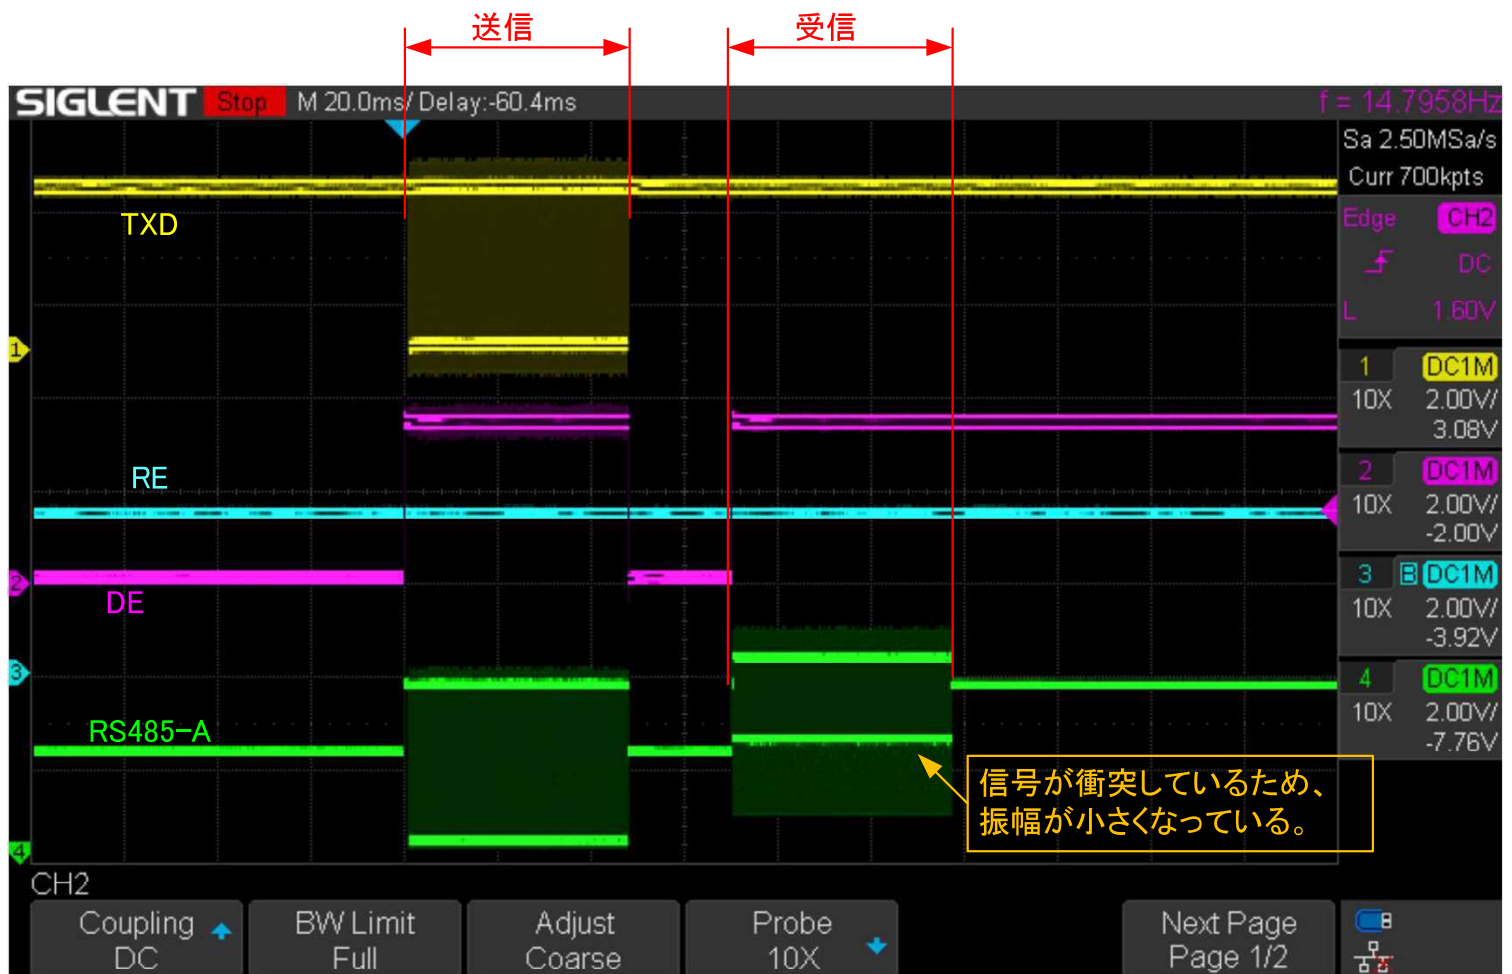 送信
受信
SIGLENT Stop M 20.0ms/ Delay:-60.4ms
f = 14.7958Hz
Sa 2.50MSa/s
Curr 700kpts
Edge CH2
DC
L 1.60V
TXD
1
1 DC1M
10X 2.00V/
3.08V
RE
2 DC1M
10X 2.00V/
-2.00V
2
DE
3 B DC1M
10X 2.00V/
-3.92V
3
4 DC1M
10X 2.00V/
-7.76V
RS485-A
信号が衝突しているため、
振幅が小さくなっている。
4
CH2
Coupling
DC
BW Limit
Full
Adjust
Coarse
Probe
10X
Next Page
Page 1/2